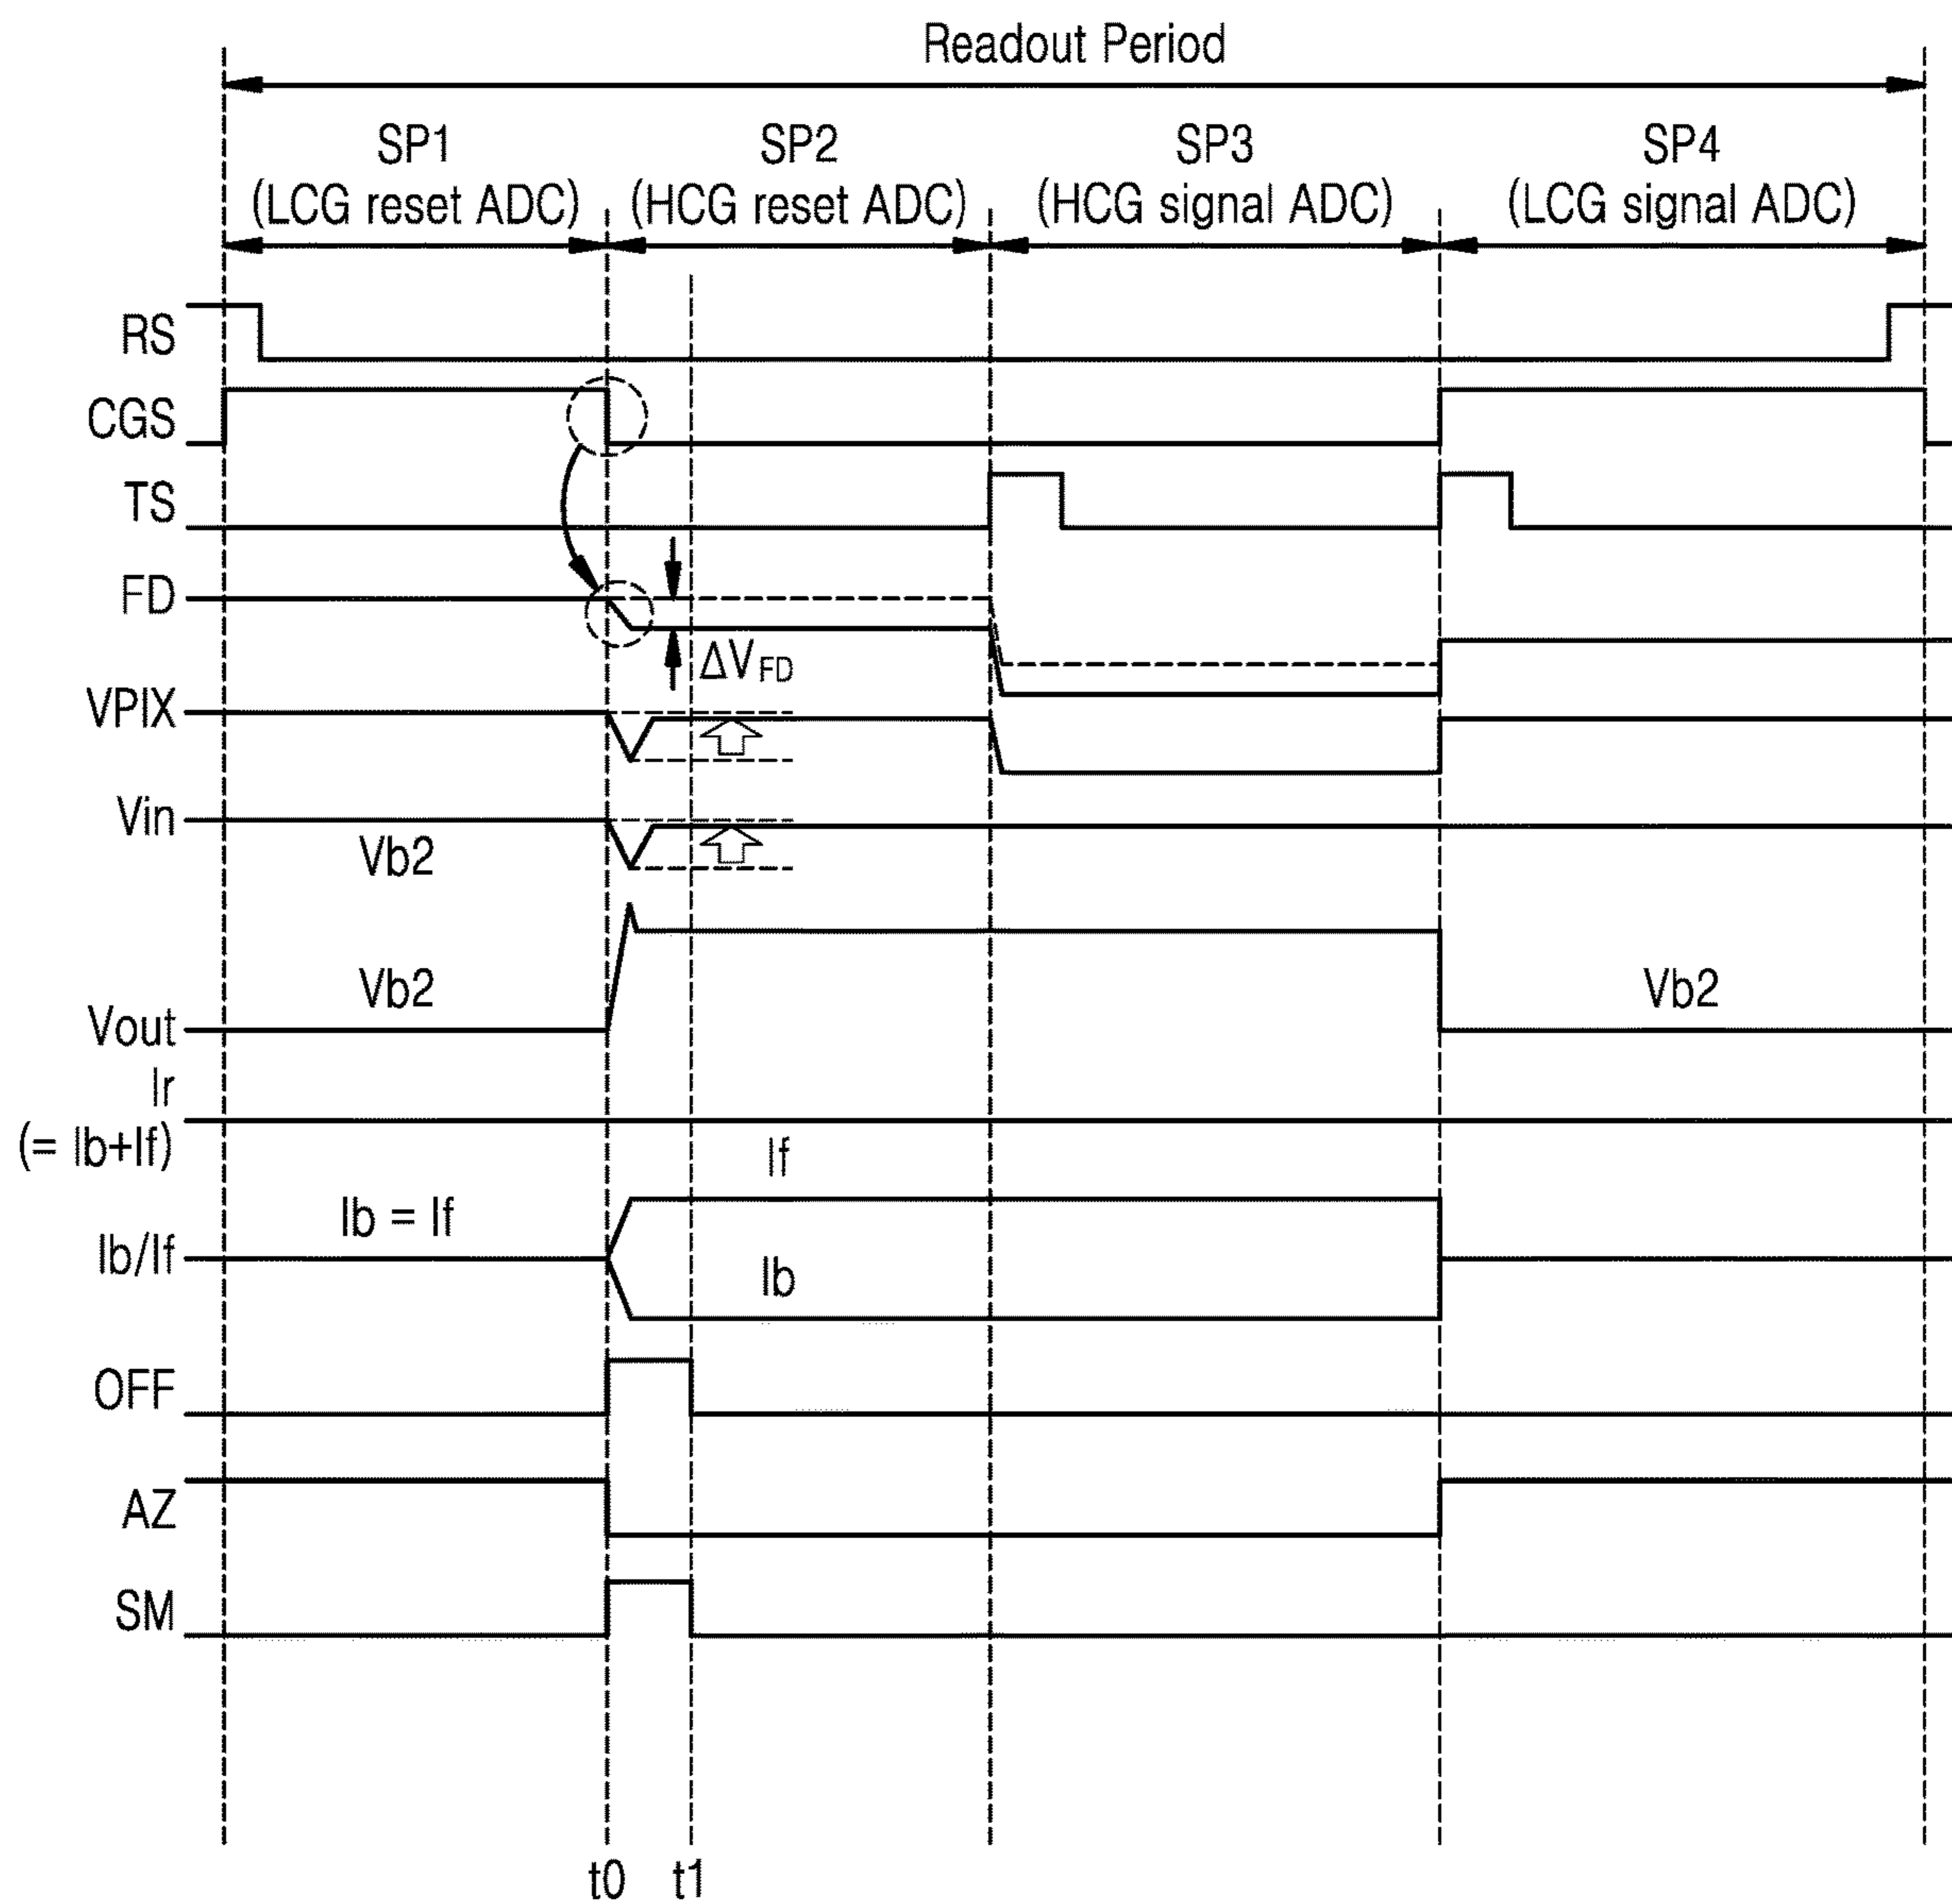 Readout Period
SP1
(LCG reset ADC)
SP2
(HCG reset ADC)
SP3
(HCG signal ADC)
SP4
(LCG signal ADC)
RS
CGS
TS
FD
ΔVFD
VPIX
Vin
Vb2
Vout
Vb2
Vb2
Ir
(= Ib+If)
Ib/If
Ib = If
If
Ib
OFF
AZ
SM
t0
t1